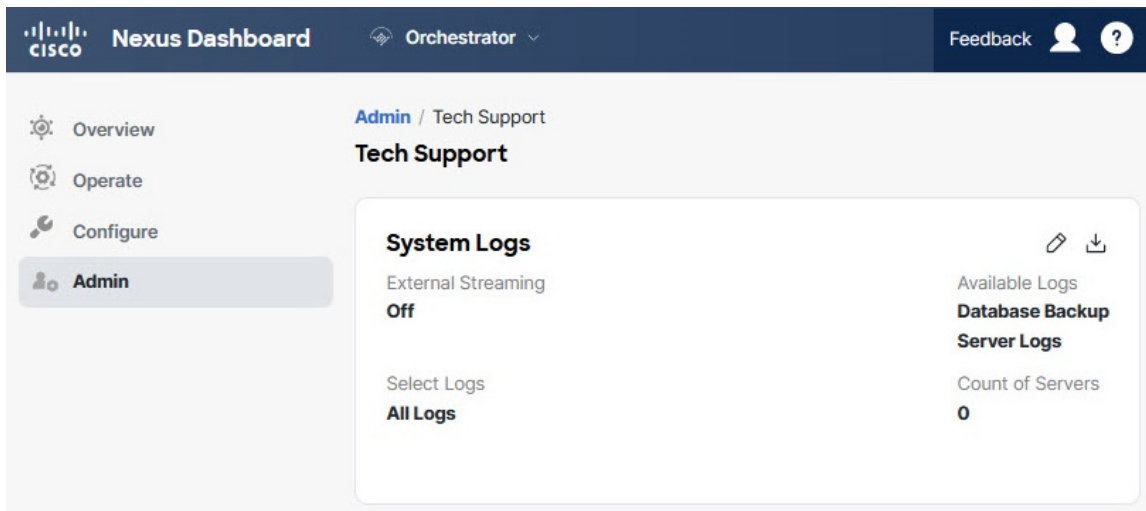 cisco Nexus Dashboard Orchestrator Feedback ?
Overview
Operate
Configure
Admin
Admin / Tech Support
Tech Support
System Logs
External Streaming
Off
Available Logs
Database Backup
Server Logs
Select Logs
All Logs
Count of Servers
0